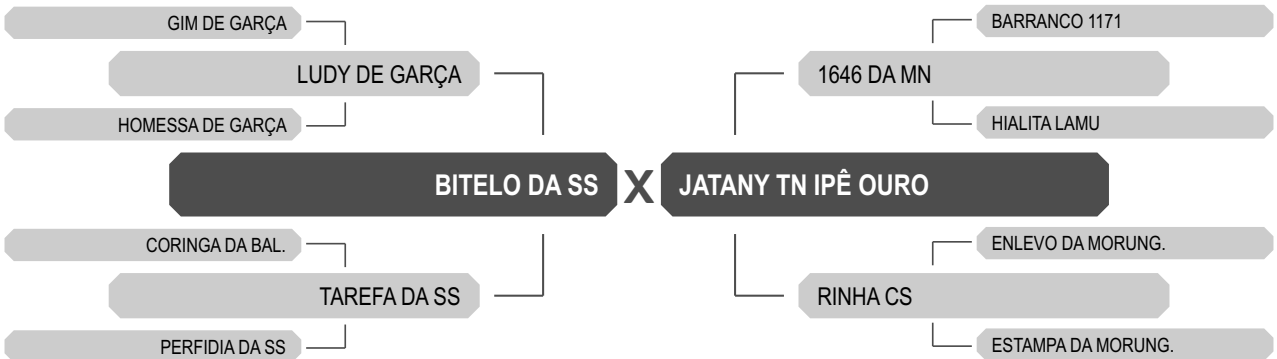 GIM DE GARÇA
BARRANCO 1171
LUDY DE GARÇA
1646 DA MN
HOMESSA DE GARÇA
HIALITA LAMU
BITELO DA SS X JATANY TN IPÊ OURO
CORINGA DA BAL.
ENLEVO DA MORUNG.
TAREFA DA SS
RINHA CS
PERFIDIA DA SS
ESTAMPA DA MORUNG.